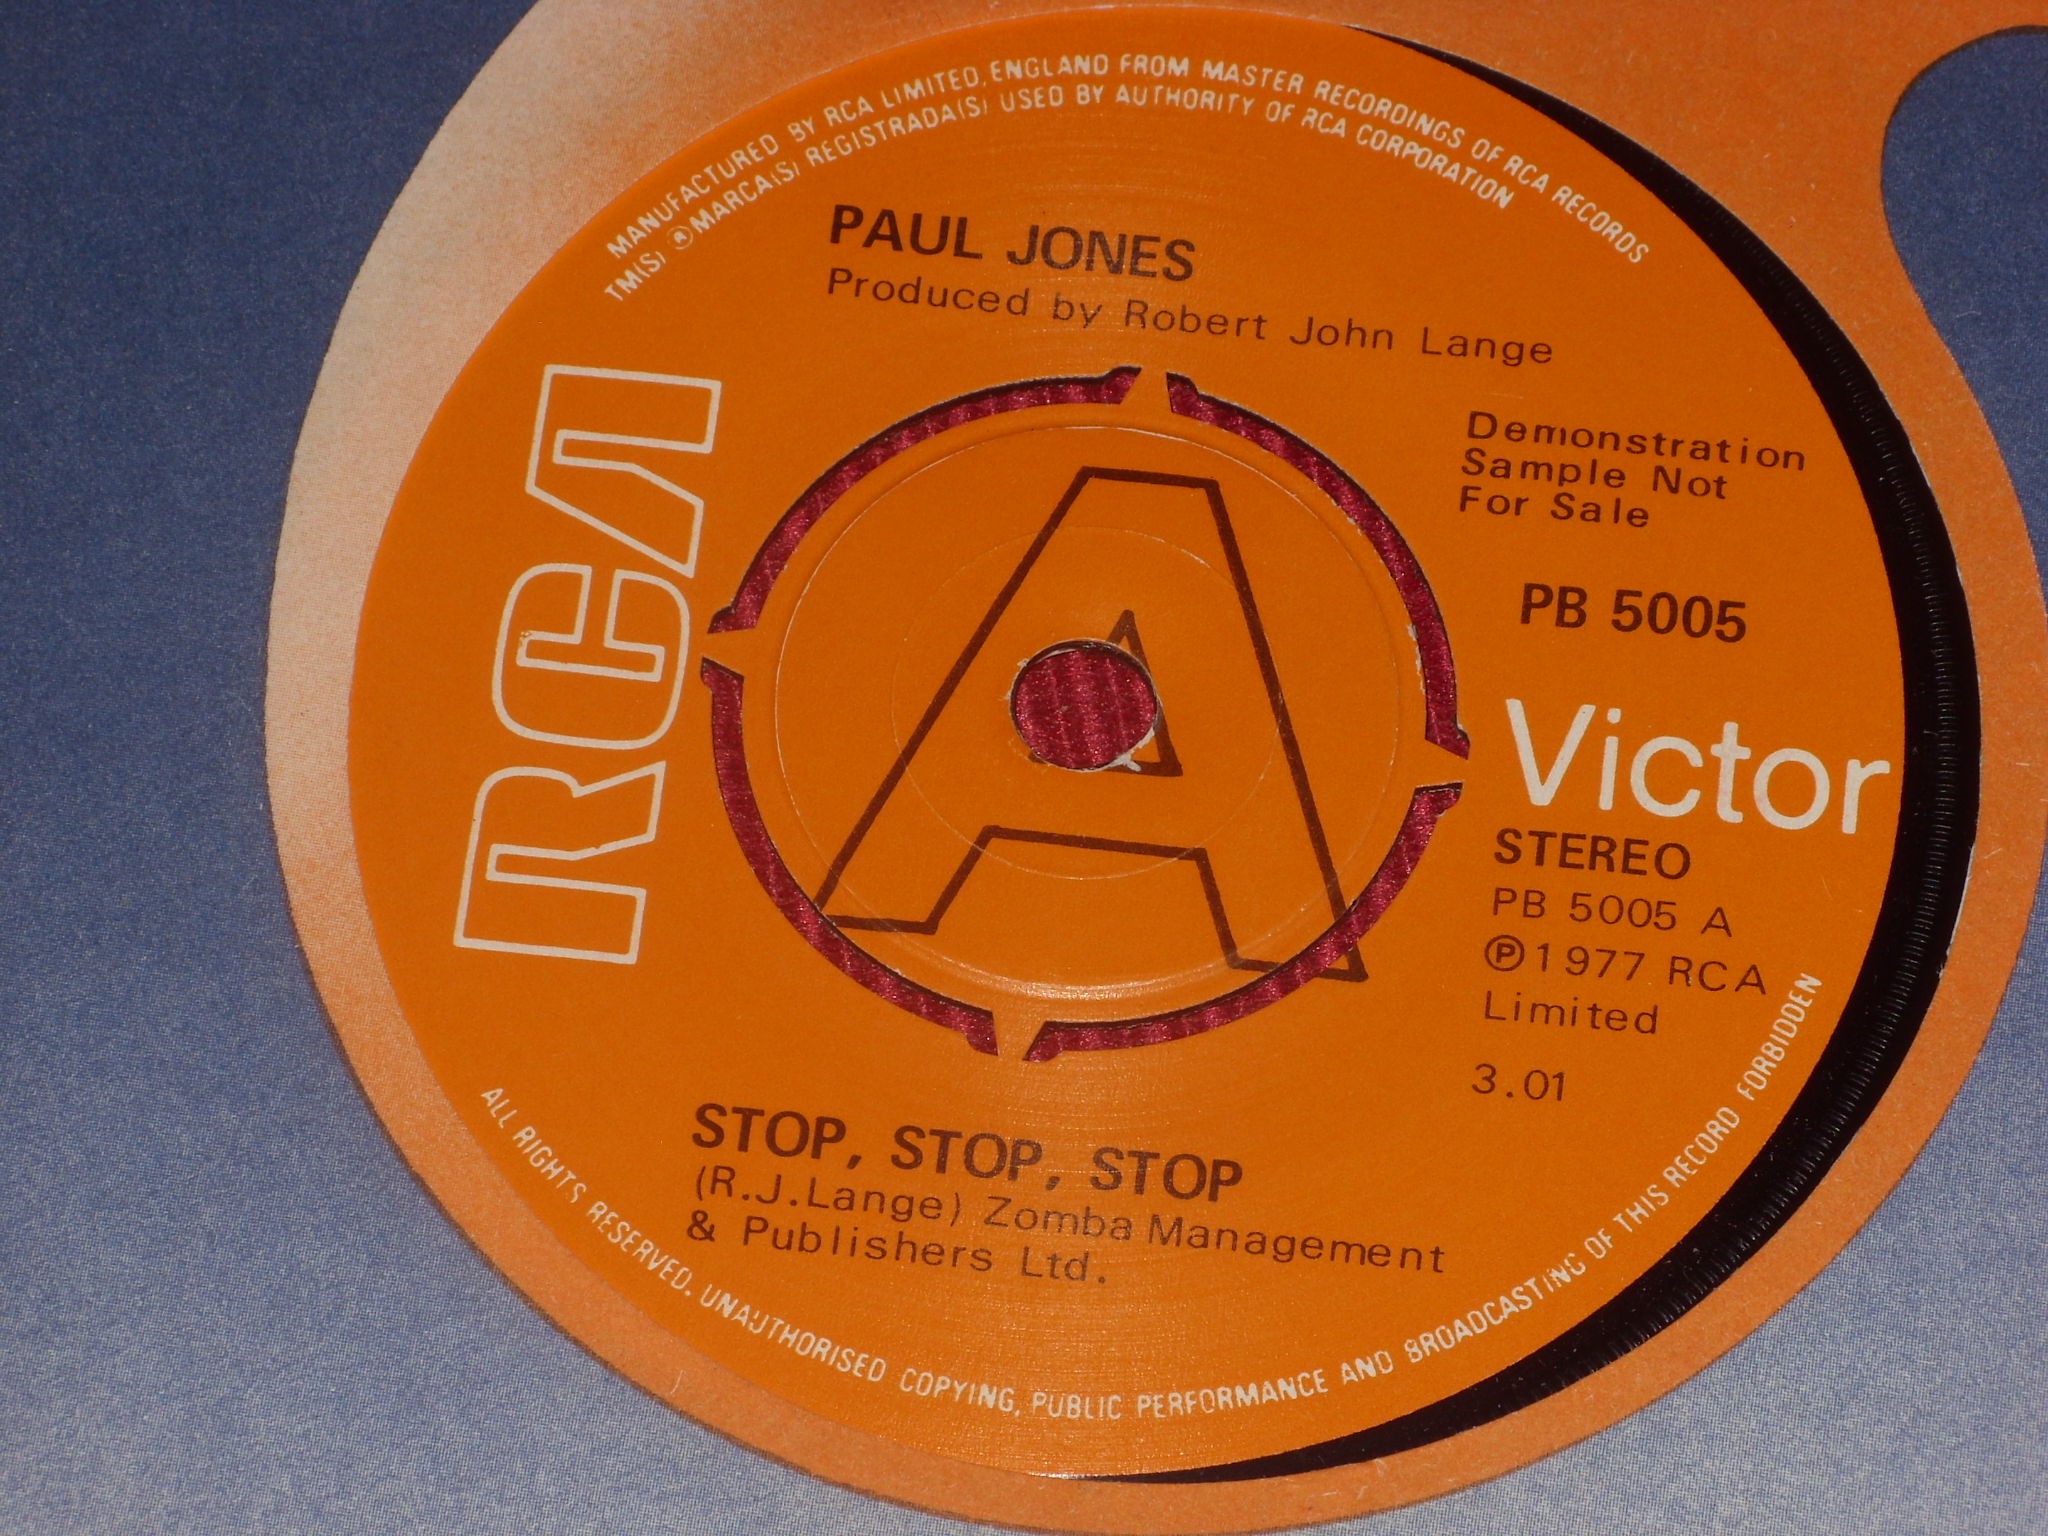 MANUFACTURED BY RCA LIMITED, ENGLAND FROM MASTER RECORDINGS OF RCA RECORDS
TM(S) ® MARCA(S) REGISTRADA(S) USED BY AUTHORITY OF RCA CORPORATION
PAUL JONES
Produced by Robert John Lange
RCA
Demonstration
Sample Not
For Sale
PB 5005
A
Victor
STEREO
PB 5005 A
℗1977 RCA
Limited
3.01
STOP, STOP, STOP
(R.J.Lange) Zomba Management
& Publishers Ltd.
ALL RIGHTS RESERVED. UNAUTHORISED COPYING, PUBLIC PERFORMANCE AND BROADCASTING OF THIS RECORD FORBIDDEN